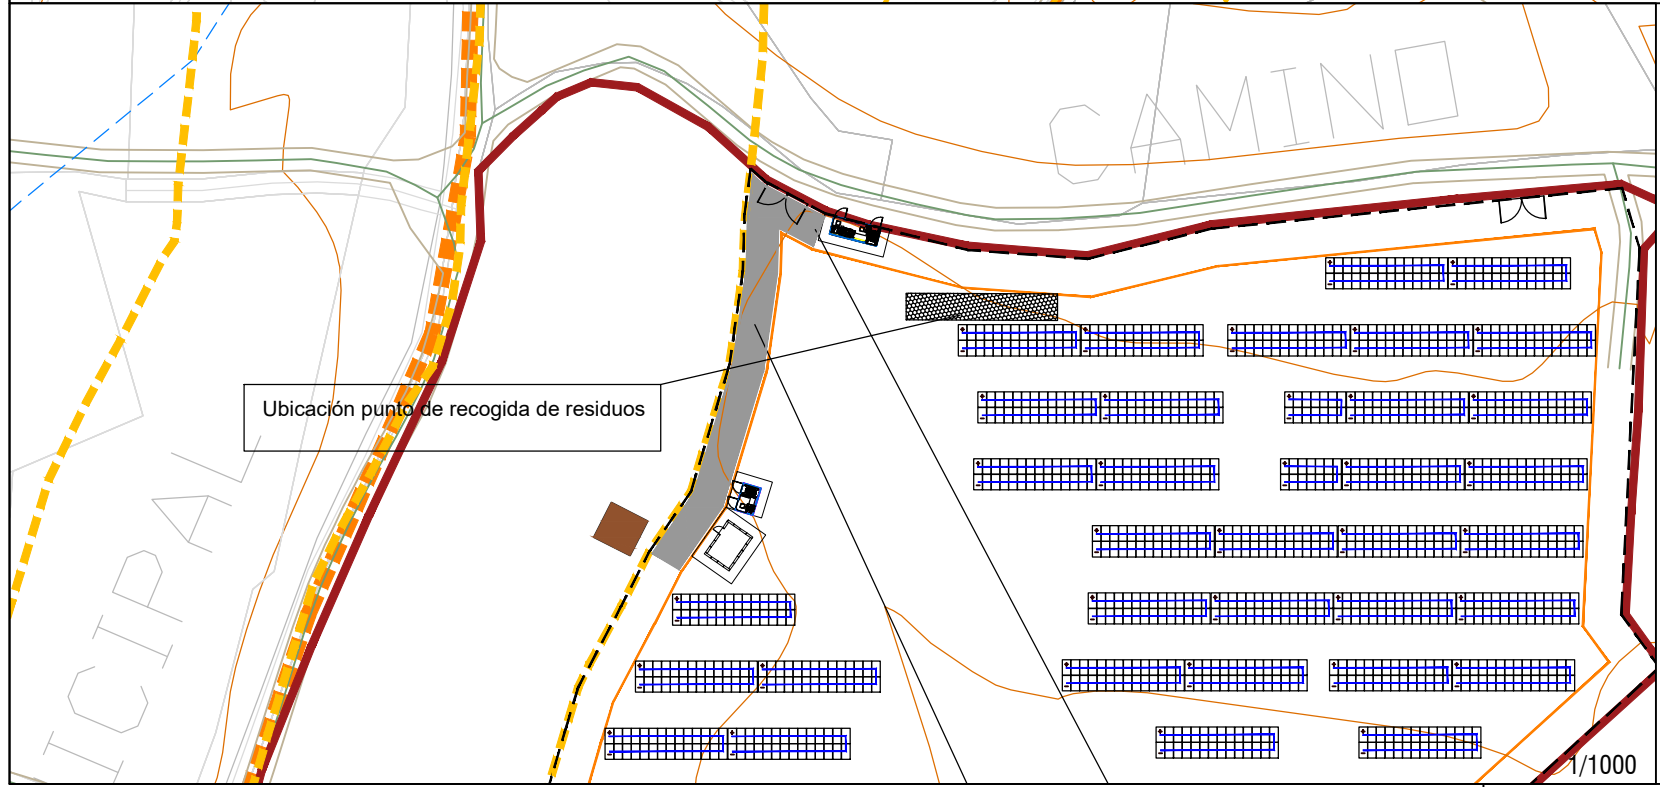 CAMINO
Ubicación punto de recogida de residuos
ICIPAL
1/1000